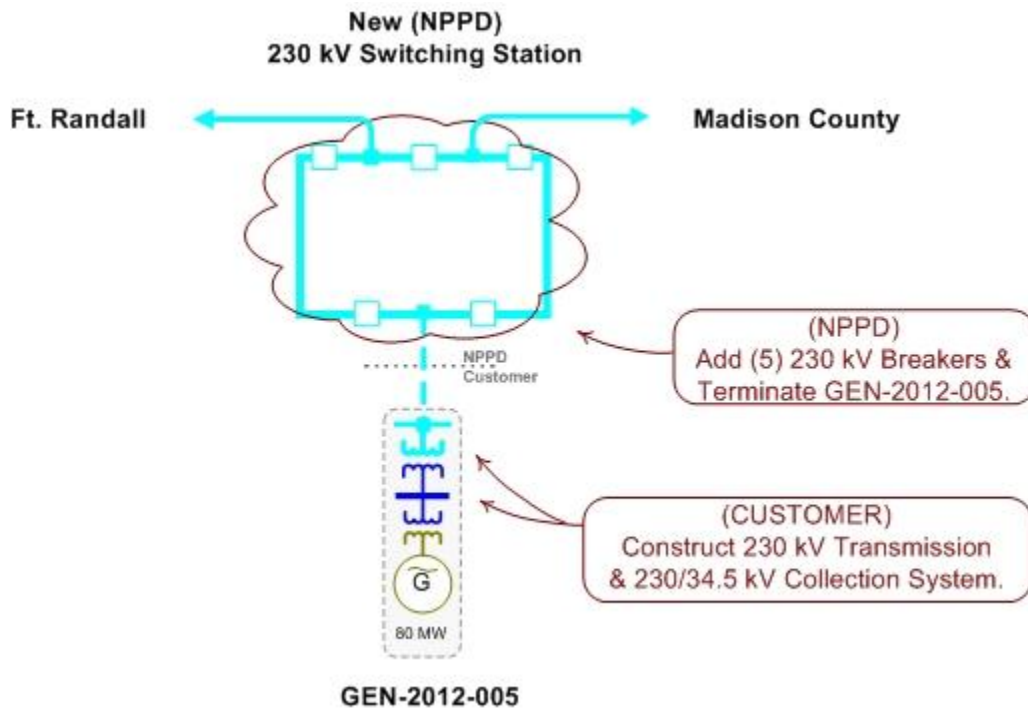 New (NPPD)
230 kV Switching Station
Ft. Randall
Madison County
(NPPD)
Add (5) 230 kV Breakers &
Terminate GEN-2012-005.
NPPD
Customer
(CUSTOMER)
Construct 230 kV Transmission
& 230/34.5 kV Collection System.
G
80 MW
GEN-2012-005